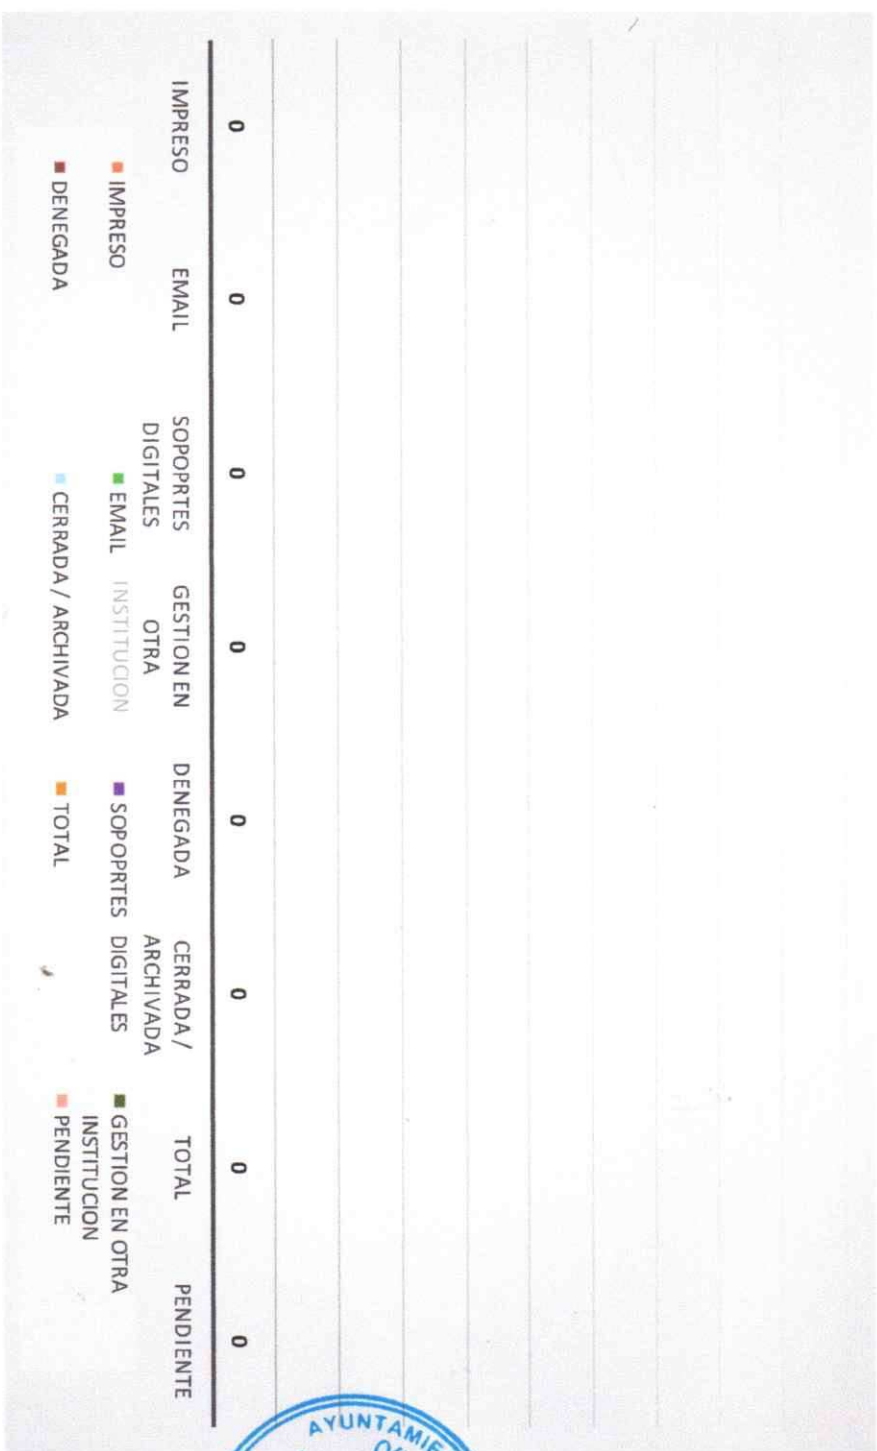 0 0 0 0 0 0 0 0
IMPRESO EMAIL SOPOPRTES GESTION EN DENEGADA CERRADA / TOTAL PENDIENTE
DIGITALES OTRA ARCHIVADA
INSTITUCION
IMPRESO EMAIL SOPOPRTES DIGITALES GESTION EN OTRA
INSTITUCION
DENEGADA CERRADA / ARCHIVADA TOTAL PENDIENTE